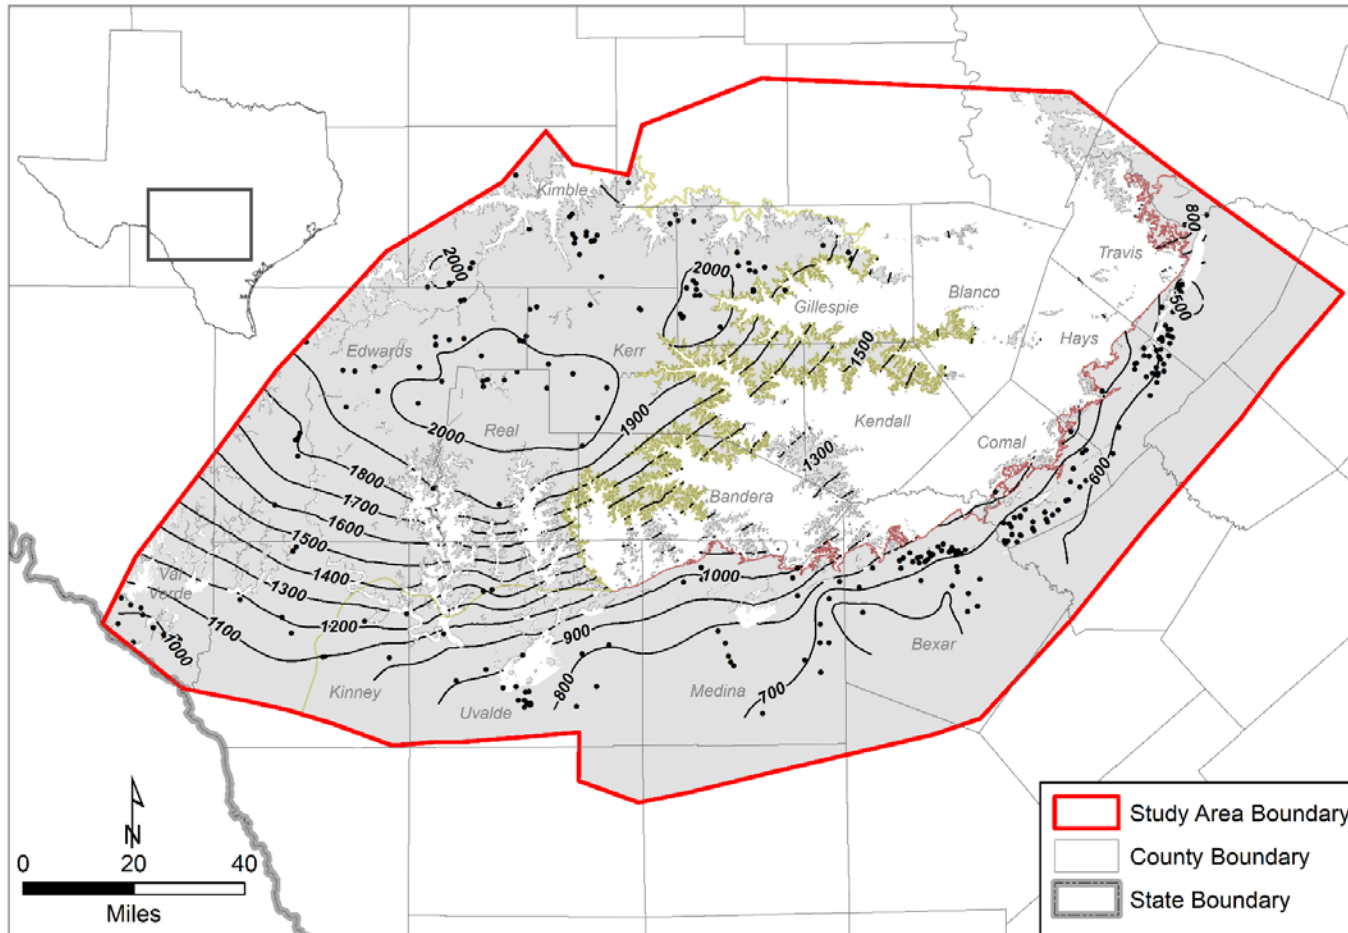 Kimble
800
2000
2000
Travis
Gillespie
Blanco
500
Hays
Edwards
Kerr
1500
1900
2000
Real
Kendall
Comal
1300
1800
600
1700
Bandera
1600
1500
1400
1000
Val
Verde
1300
1200
1100
900
1000
Bexar
800
700
Kinney
Medina
Uvalde
N
0 20 40
Miles
Study Area Boundary
County Boundary
State Boundary